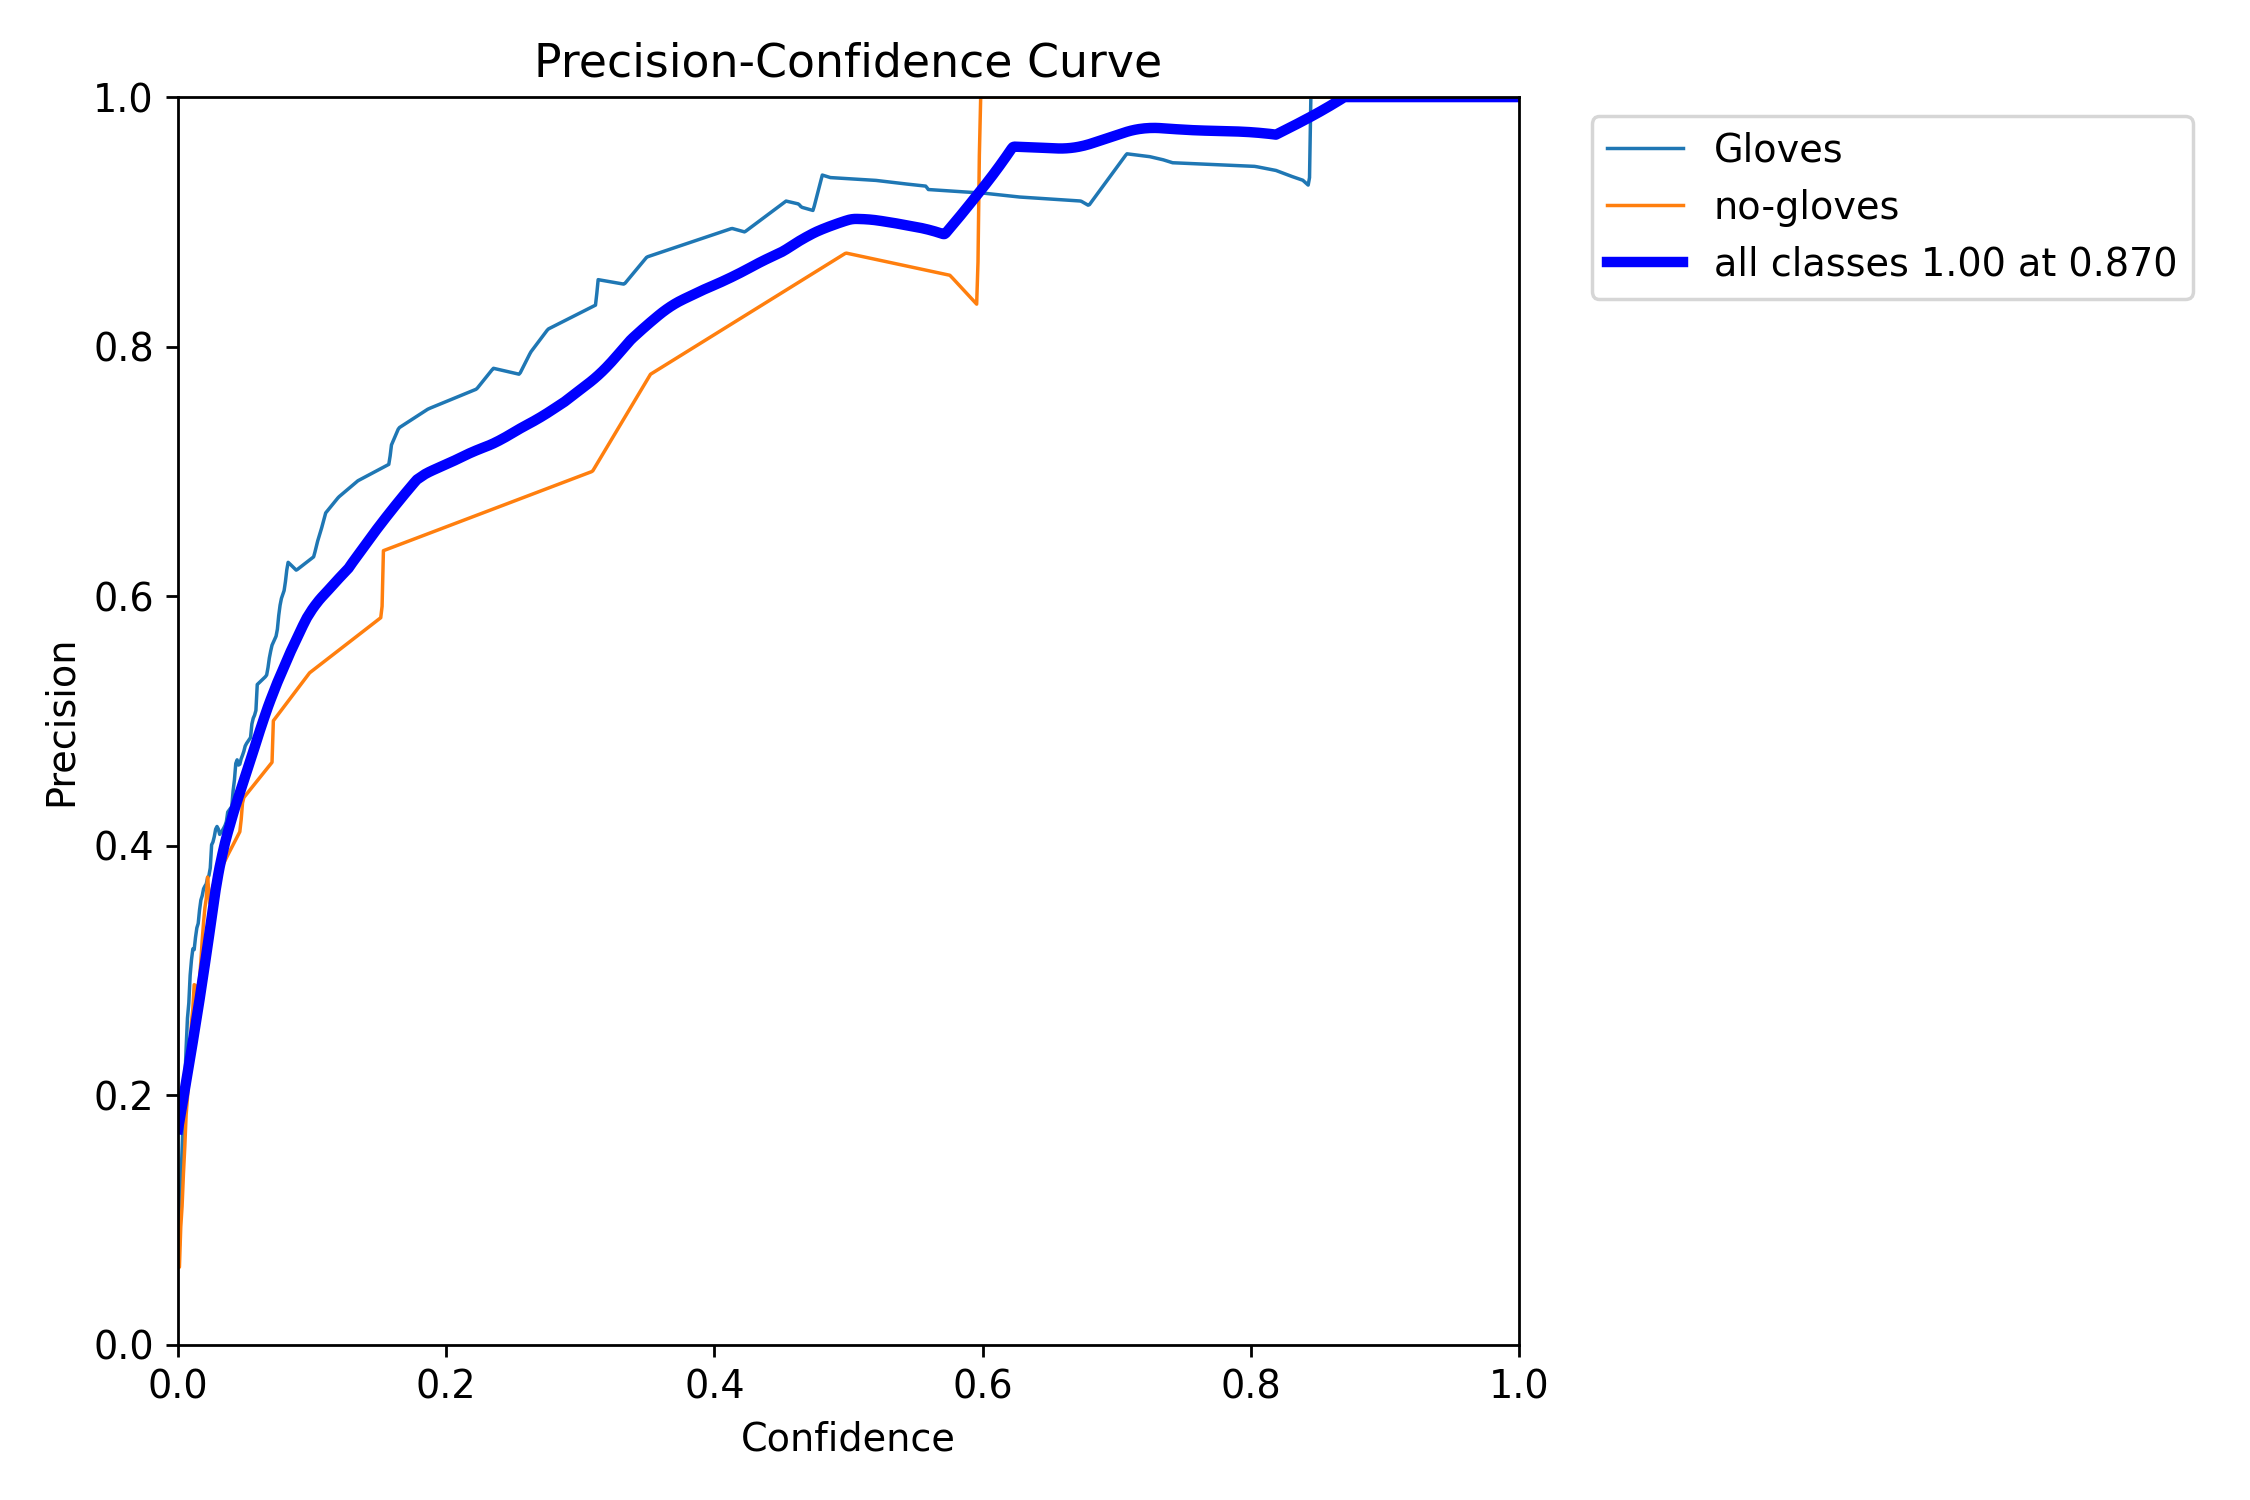 Precision-Confidence Curve
1.0
0.8
0.6
0.4
0.2
0.0
Precision
0.0 0.2 0.4 0.6 0.8 1.0
Confidence
Gloves
no-gloves
all classes 1.00 at 0.870